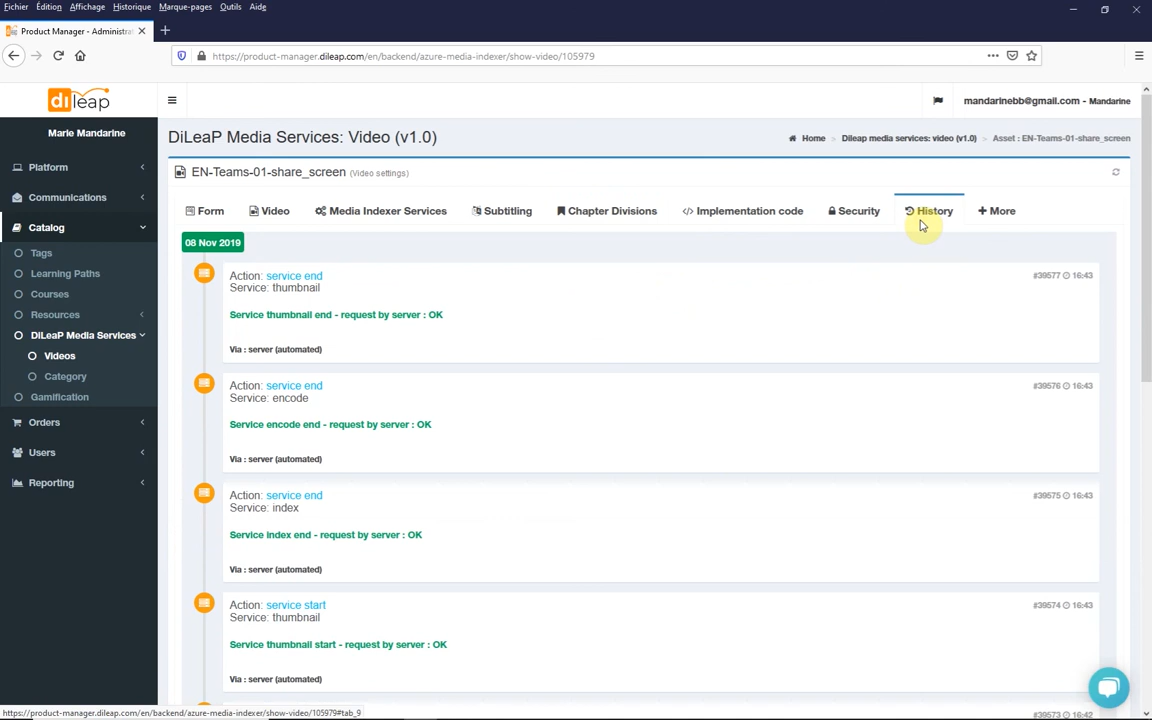 Fichier Édition Affichage Historique Marque-pages Outils Aide
Product Manager - Administrat
https://product-manager.dileap.com/en/backend/azure-media-indexer/show-video/105979
dileap
mandarinebb@gmail.com - Mandarine
Marie Mandarine
DiLeaP Media Services: Video (v1.0)
Home > Dileap media services: video (v1.0) > Asset : EN-Teams-01-share_screen
Platform
EN-Teams-01-share_screen (Video settings)
Communications
Form Video Media Indexer Services Subtitling Chapter Divisions Implementation code Security History More
Catalog
Tags
Learning Paths
Courses
Resources
DiLeaP Media Services
Videos
Category
Gamification
Orders
Users
Reporting
08 Nov 2019
Action: service end
#39577 16:43
Service: thumbnail
Service thumbnail end - request by server : OK
Via : server (automated)
Action: service end
#39576 16:43
Service: encode
Service encode end - request by server : OK
Via : server (automated)
Action: service end
#39575 16:43
Service: index
Service index end - request by server : OK
Via : server (automated)
Action: service start
#39574 16:43
Service: thumbnail
Service thumbnail start - request by server : OK
Via : server (automated)
#39573 16:42
https://product-manager.dileap.com/en/backend/azure-media-indexer/show-video/105979#tab_9